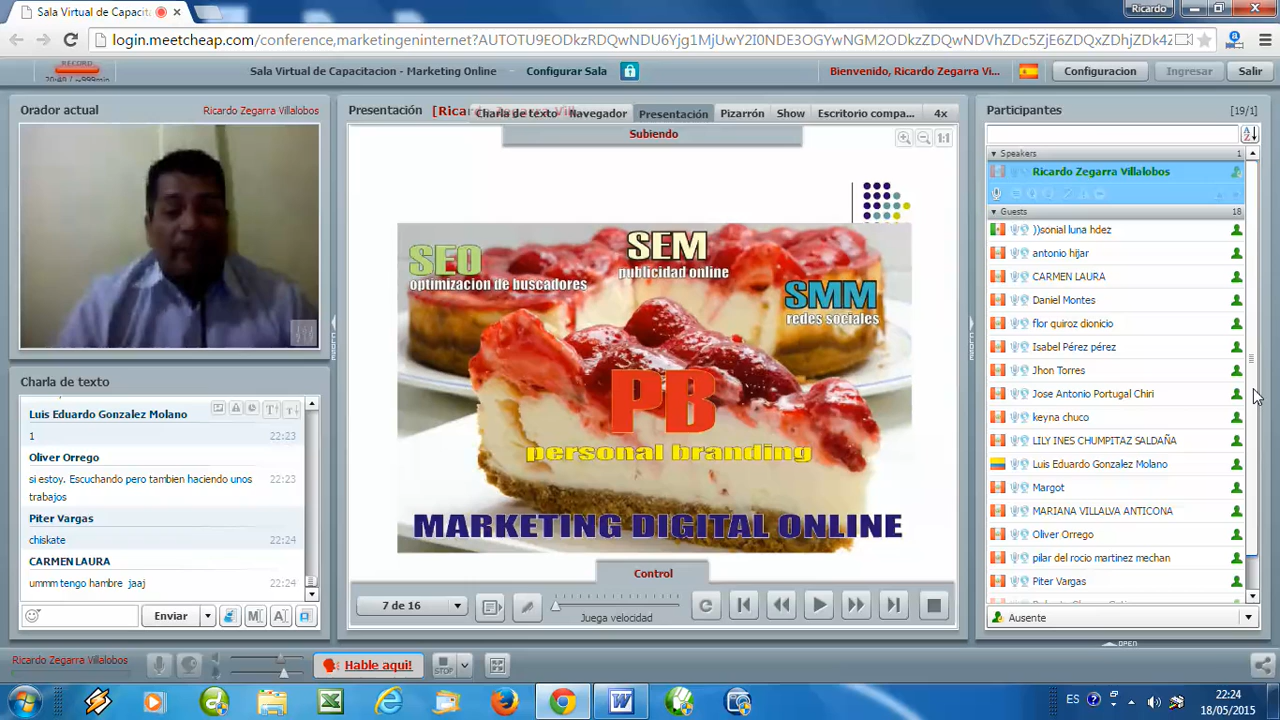 Sala Virtual de Capacita
Ricardo
login.meetcheap.com/conference,marketingeninternet?
RECORD
Sala Virtual de Capacitacion - Marketing Online
Configurar Sala
Bienvenido, Ricardo Zegarra Vi...
Configuracion
Ingresar
Salir
Orador actual
Ricardo Zegarra Villalobos
Presentación
Charla de texto
Navegador
Presentación
Pizarrón
Show
Escritorio compa...
4x
Subiendo
1:1
SEO
optimizacion de buscadores
SEM
publicidad online
SMM
redes sociales
PB
personal branding
MARKETING DIGITAL ONLINE
Control
7 de 16
Juega velocidad
Charla de texto
Luis Eduardo Gonzalez Molano
1 22:23
Oliver Orrego
si estoy. Escuchando pero tambien haciendo unos 22:23
trabajos
Piter Vargas
chiskate 22:24
CARMEN LAURA
ummm tengo hambre jaaj 22:24
Enviar
Participantes [19/1]
Speakers 1
Ricardo Zegarra Villalobos
Guests 18
))sonial luna hdez
antonio hijar
CARMEN LAURA
Daniel Montes
flor quiroz dionicio
Isabel Pérez pérez
Jhon Torres
Jose Antonio Portugal Chiri
keyna chuco
LILY INES CHUMPITAZ SALDAÑA
Luis Eduardo Gonzalez Molano
Margot
MARIANA VILLALVA ANTICONA
Oliver Orrego
pilar del rocio martinez mechan
Piter Vargas
Ausente
OPEN
Ricardo Zegarra Villalobos
Hable aqui!
STOP
ES
22:24
18/05/2015